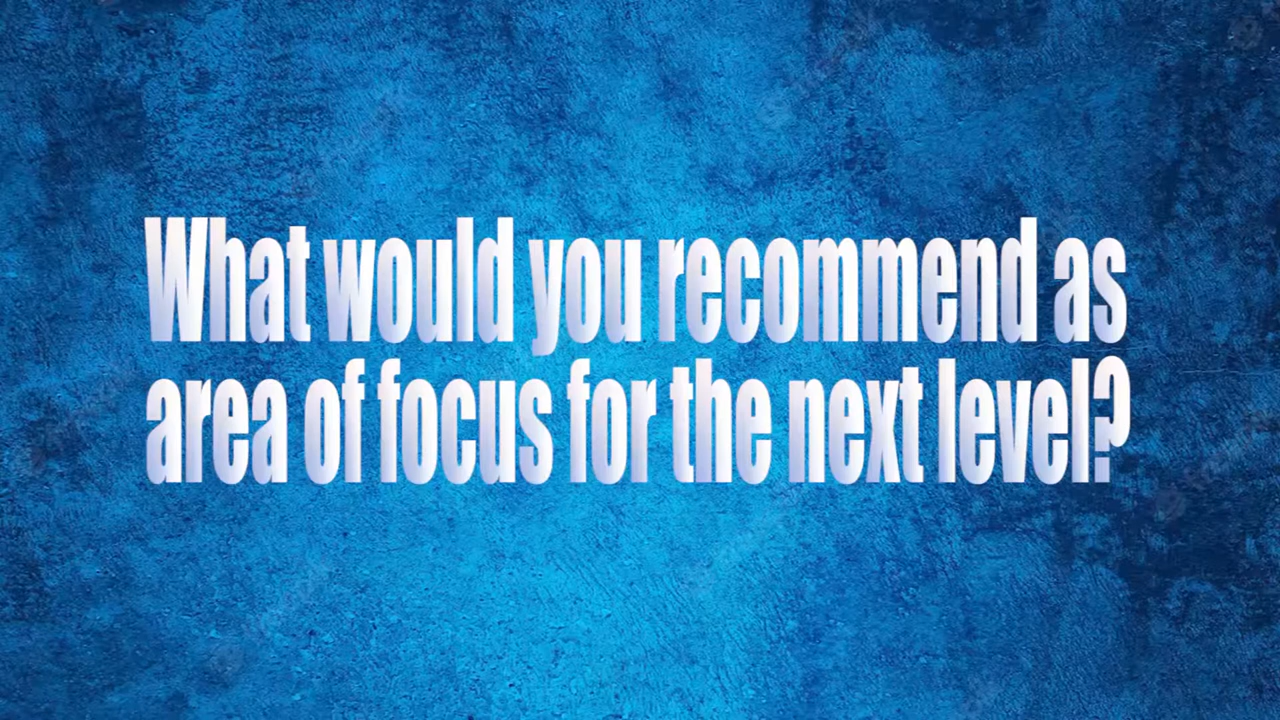 What would you recommend as
area of focus for the next level?